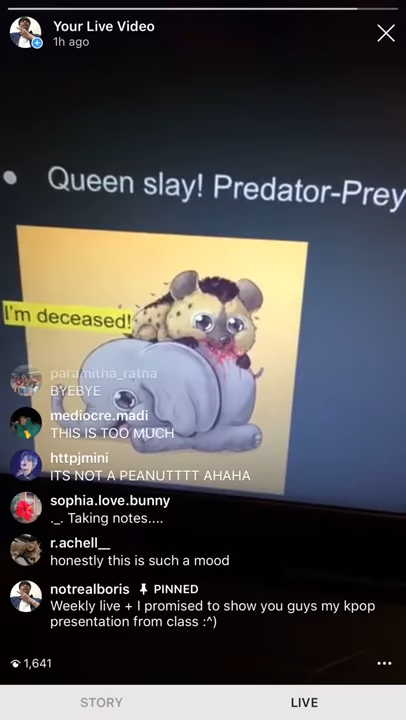 Your Live Video
1h ago
Queen slay! Predator-Prey
I'm deceased!
paramitha_ratna
BYEBYE
mediocre.madi
THIS IS TOO MUCH
httpjmini
ITS NOT A PEANUTTTT AHAHA
sophia.love.bunny
._. Taking notes....
r.achell__
honestly this is such a mood
notrealboris PINNED
Weekly live + I promised to show you guys my kpop
presentation from class :^)
1,641
STORY LIVE